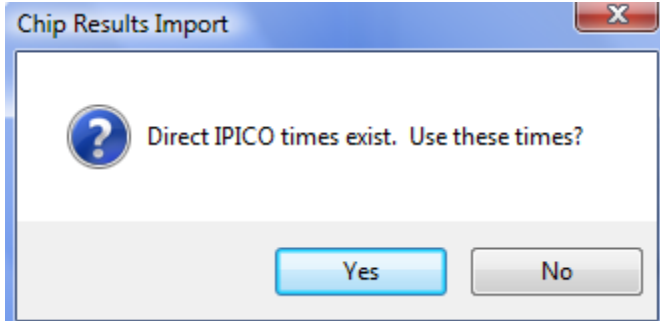 Chip Results Import
Direct IPICO times exist.  Use these times?
Yes
No